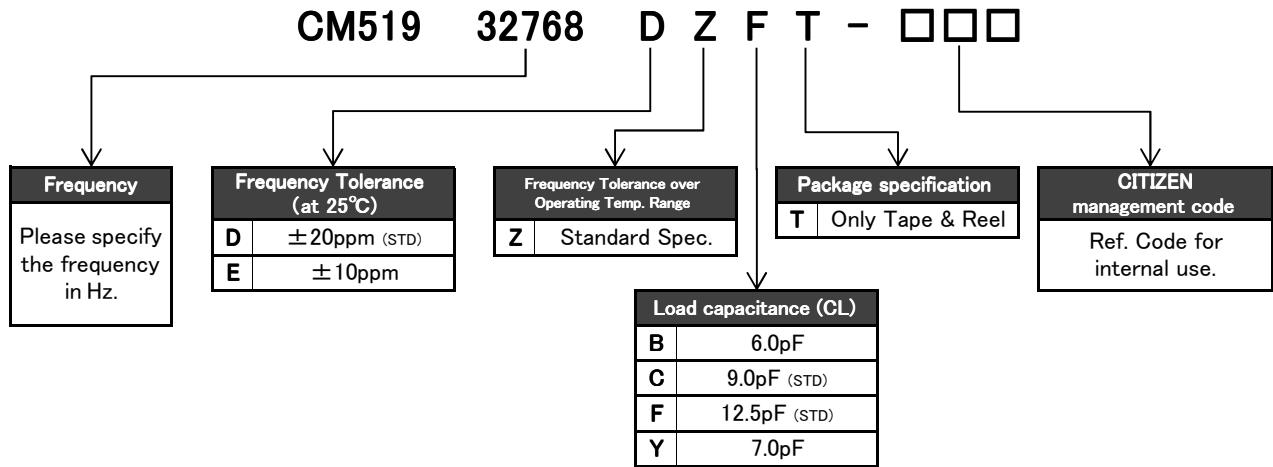 CM519 32768 D Z F T - □□□
Frequency
Please specify
the frequency
in Hz.
Frequency Tolerance
(at 25℃)
D ±20ppm (STD)
E ±10ppm
Frequency Tolerance over
Operating Temp. Range
Z Standard Spec.
Package specification
T Only Tape & Reel
CITIZEN
management code
Ref. Code for
internal use.
Load capacitance (CL)
B 6.0pF
C 9.0pF (STD)
F 12.5pF (STD)
Y 7.0pF